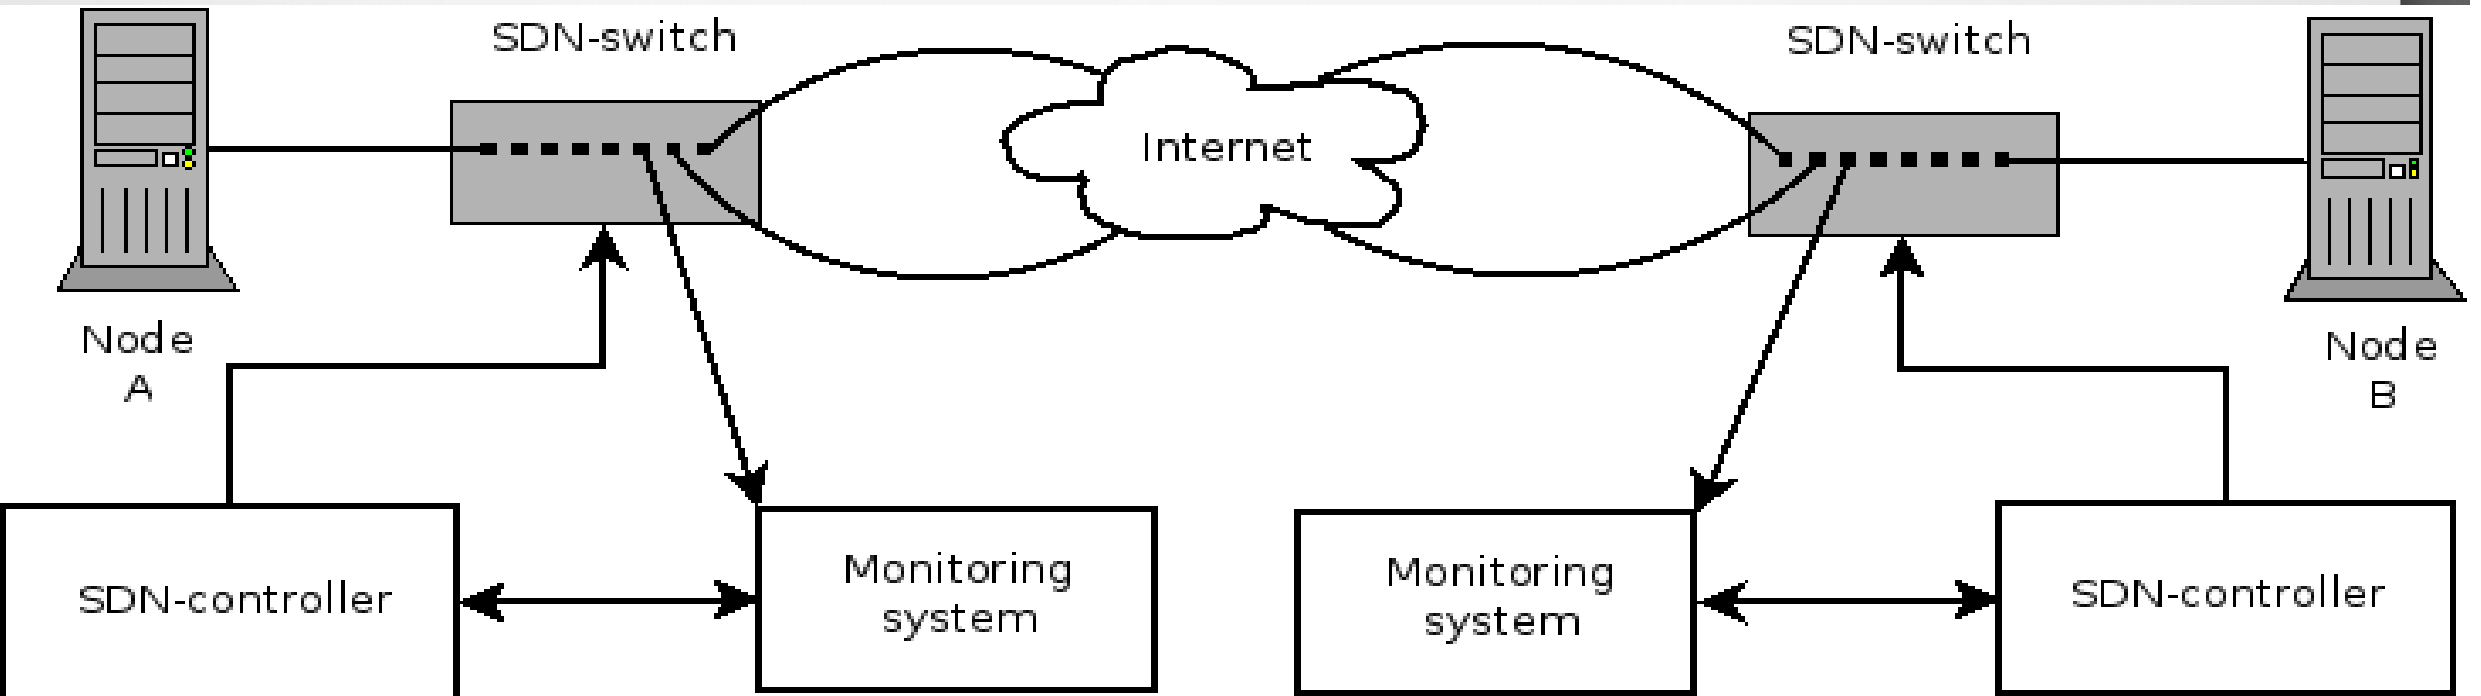 SDN-switch
SDN-switch
Internet
Node
A
Node
B
SDN-controller
Monitoring
system
Monitoring
system
SDN-controller